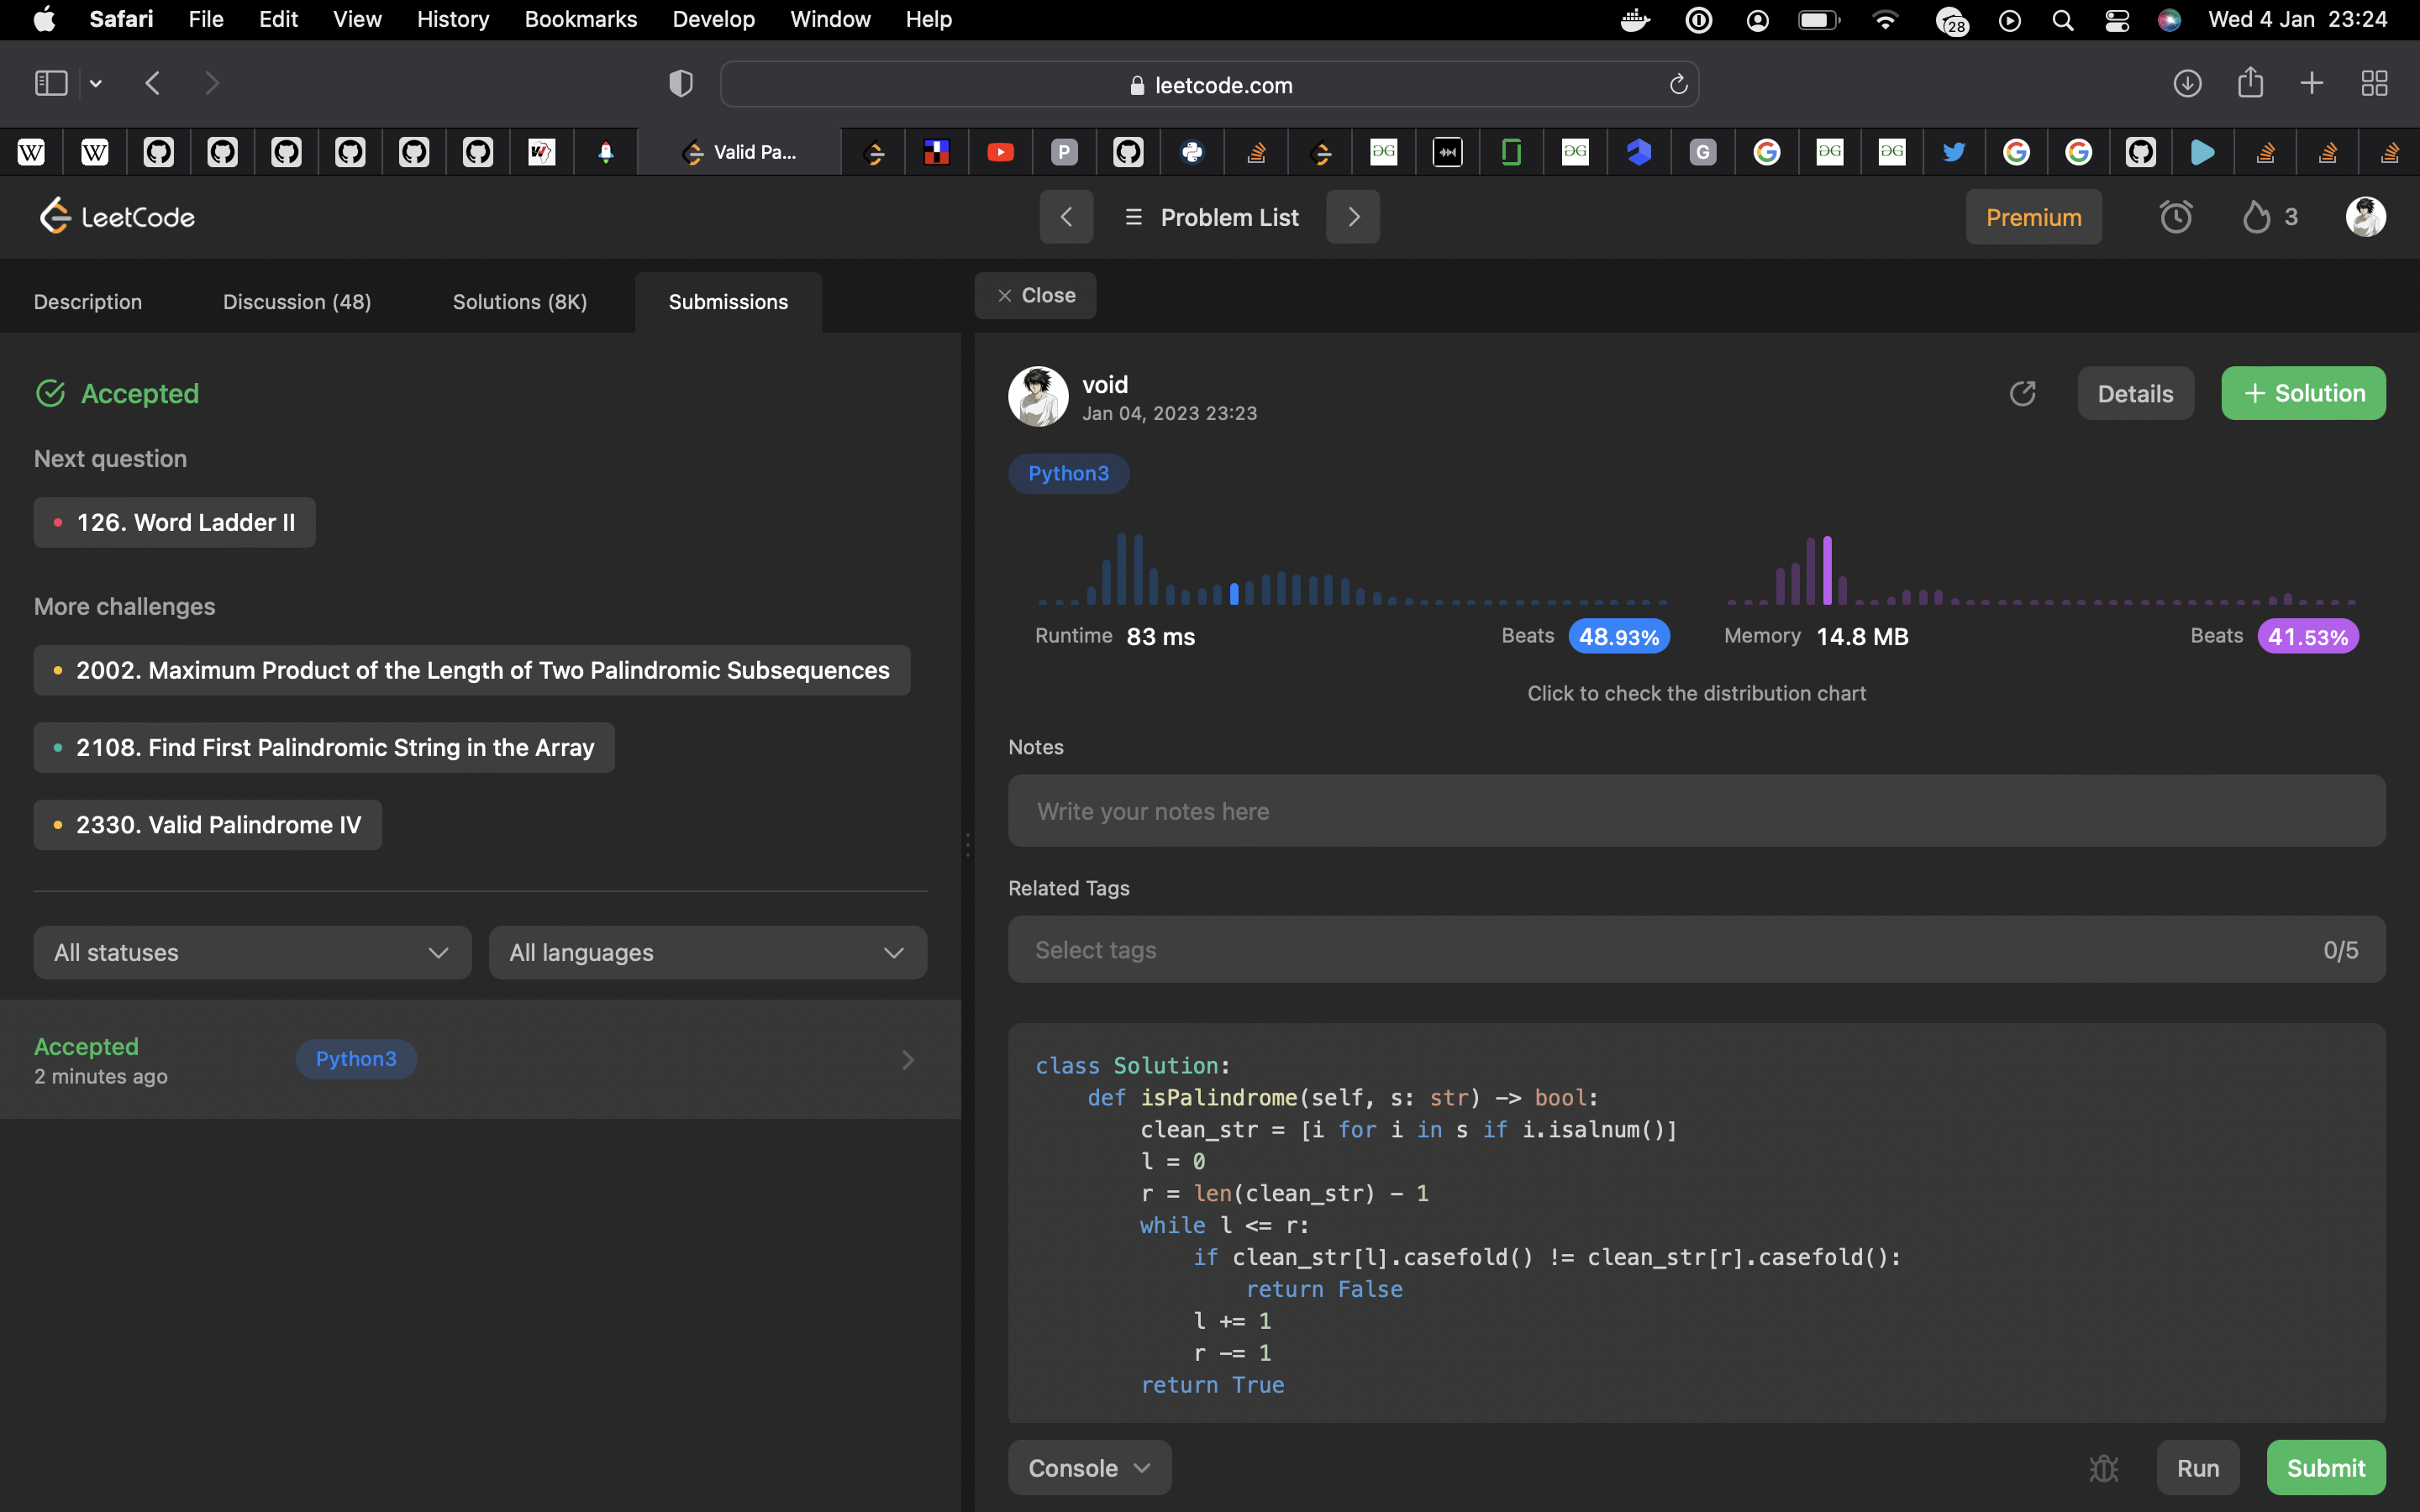 Safari File Edit View History Bookmarks Develop Window Help 28 Wed 4 Jan 23:24
leetcode.com
W W Valid Pa... P G
LeetCode Problem List Premium 3
Description Discussion (48) Solutions (8K) Submissions
Close
Accepted
Next question
126. Word Ladder II
More challenges
2002. Maximum Product of the Length of Two Palindromic Subsequences
2108. Find First Palindromic String in the Array
2330. Valid Palindrome IV
All statuses All languages
Accepted Python3
2 minutes ago
void
Jan 04, 2023 23:23
Details + Solution
Python3
Runtime 83 ms Beats 48.93% Memory 14.8 MB Beats 41.53%
Click to check the distribution chart
Notes
Write your notes here
Related Tags
Select tags 0/5
class Solution:
    def isPalindrome(self, s: str) -> bool:
        clean_str = [i for i in s if i.isalnum()]
        l = 0
        r = len(clean_str) - 1
        while l <= r:
            if clean_str[l].casefold() != clean_str[r].casefold():
                return False
            l += 1
            r -= 1
        return True
Console Run Submit